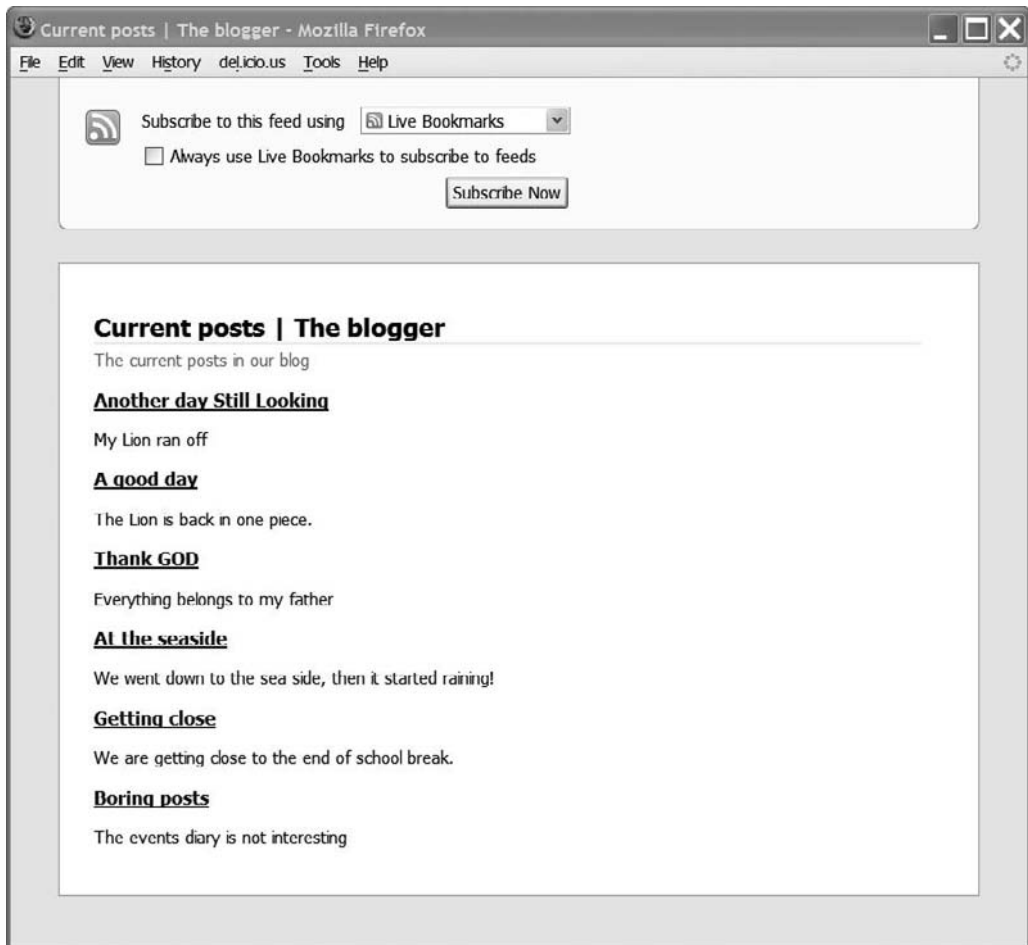 Current posts | The blogger - Mozilla Firefox
File Edit View History del.icio.us Tools Help
Subscribe to this feed using Live Bookmarks
Always use Live Bookmarks to subscribe to feeds
Subscribe Now
Current posts | The blogger
The current posts in our blog
Another day Still Looking
My Lion ran off
A good day
The Lion is back in one piece.
Thank GOD
Everything belongs to my father
At the seaside
We went down to the sea side, then it started raining!
Getting close
We are getting close to the end of school break.
Boring posts
The events diary is not interesting